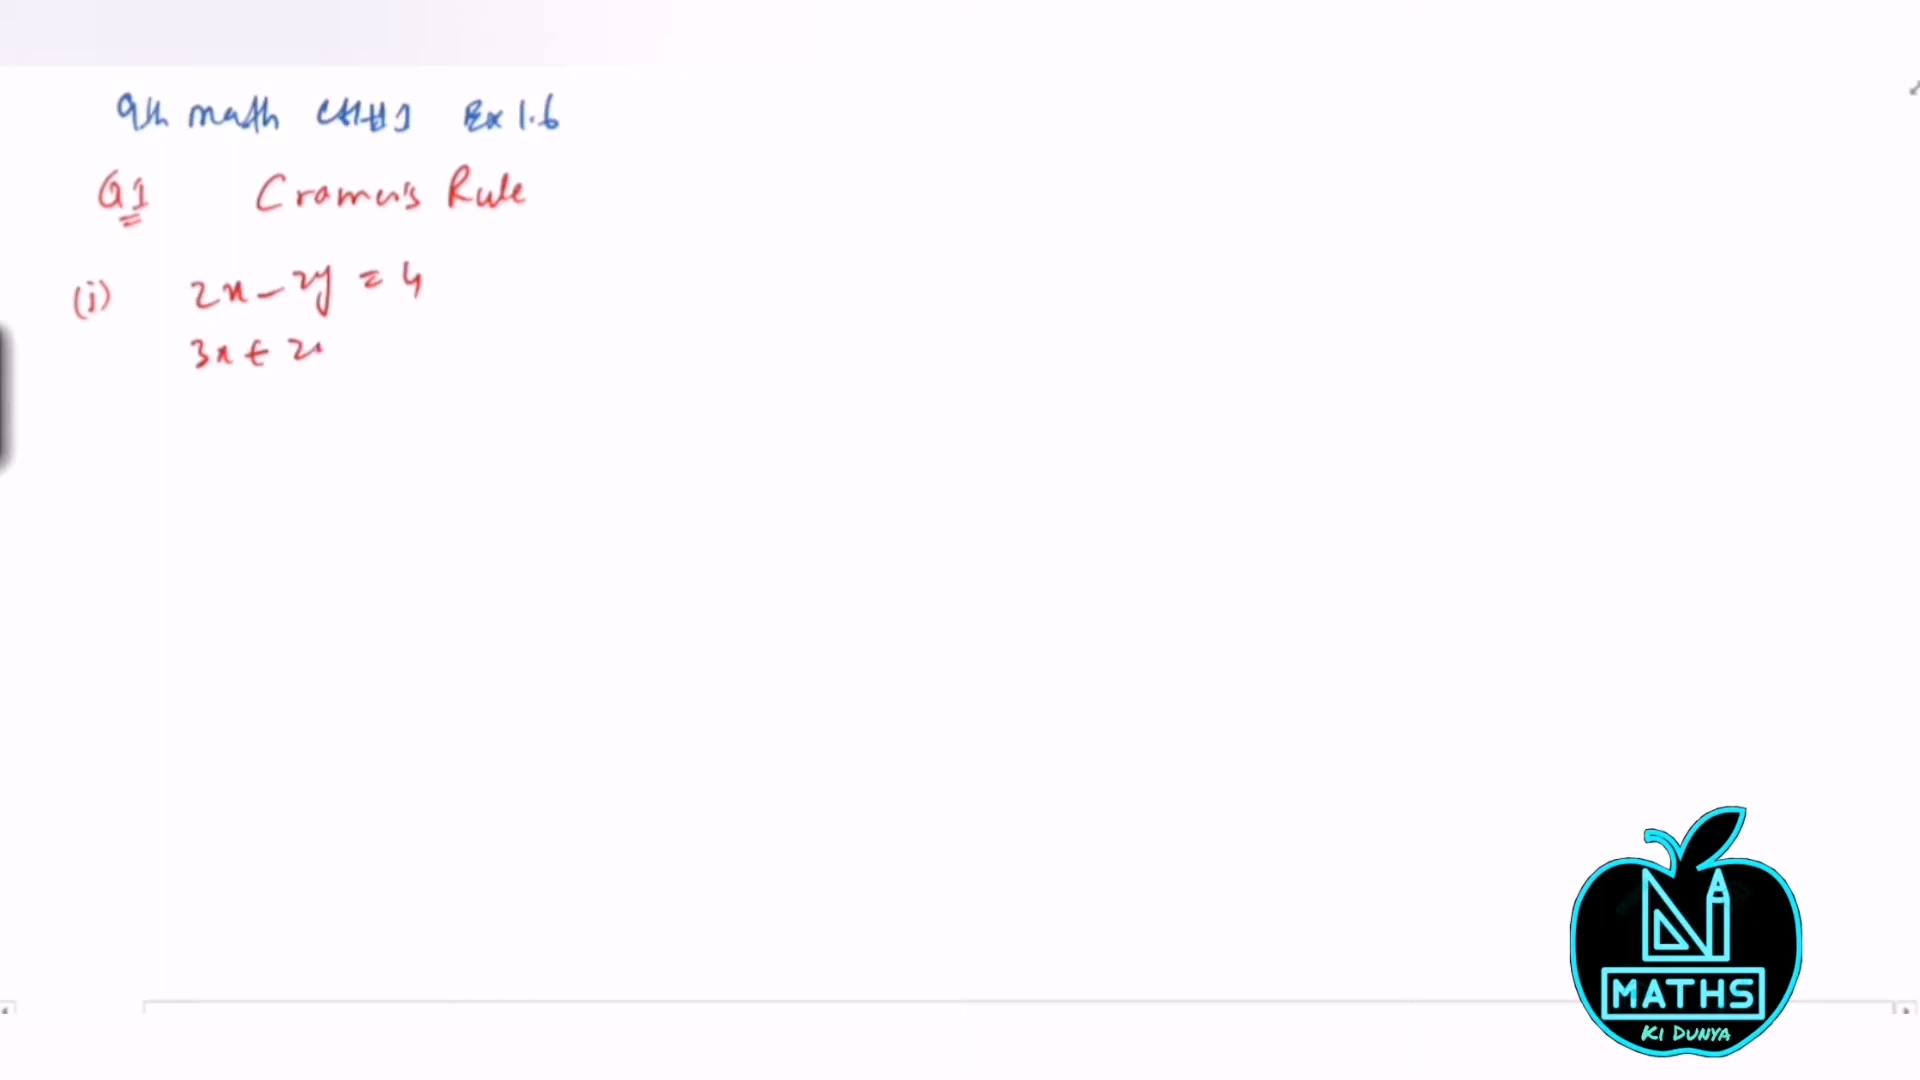 9th math CH#1 Ex 1.6
Q1 Cramer's Rule
(i) 2x - 2y = 4
3x + 2
MATHS
Ki Dunya